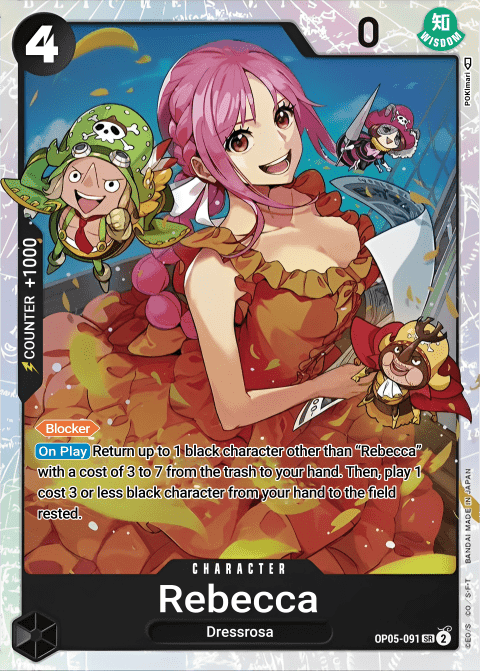 4
0
知
WISDOM
POKImari
COUNTER +1000
Blocker
On Play Return up to 1 black character other than “Rebecca”
with a cost of 3 to 7 from the trash to your hand. Then, play 1
cost 3 or less black character from your hand to the field
rested.
©EO/S. CO./S·F·T BANDAI MADE IN JAPAN
CHARACTER
Rebecca
Dressrosa
OP05-091 SR 2